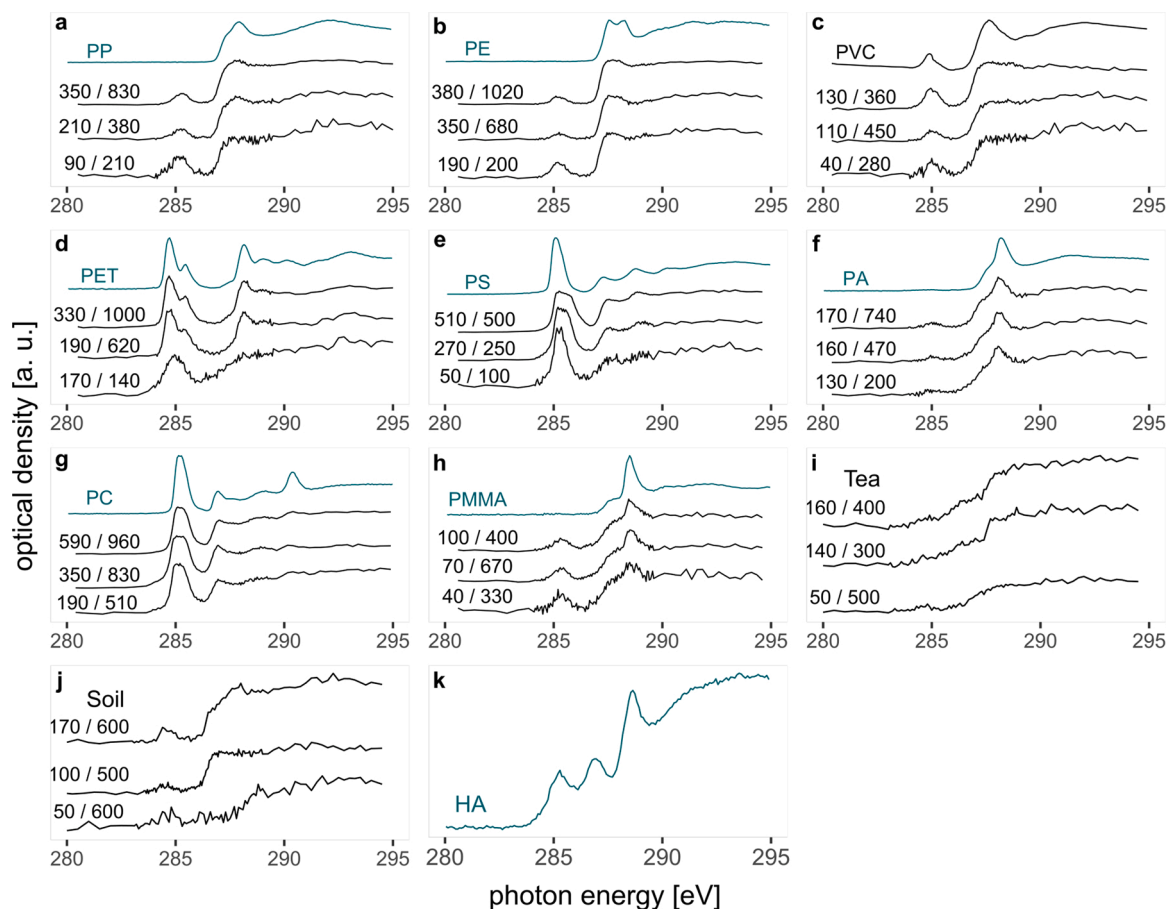 a
PP
350 / 830
210 / 380
90 / 210
280 285 290 295
b
PE
380 / 1020
350 / 680
190 / 200
280 285 290 295
c
PVC
130 / 360
110 / 450
40 / 280
280 285 290 295
d
PET
330 / 1000
190 / 620
170 / 140
280 285 290 295
e
PS
510 / 500
270 / 250
50 / 100
280 285 290 295
f
PA
170 / 740
160 / 470
130 / 200
280 285 290 295
g
PC
590 / 960
350 / 830
190 / 510
280 285 290 295
h
PMMA
100 / 400
70 / 670
40 / 330
280 285 290 295
i
Tea
160 / 400
140 / 300
50 / 500
280 285 290 295
j
Soil
170 / 600
100 / 500
50 / 600
280 285 290 295
k
HA
280 285 290 295
optical density [a. u.]
photon energy [eV]